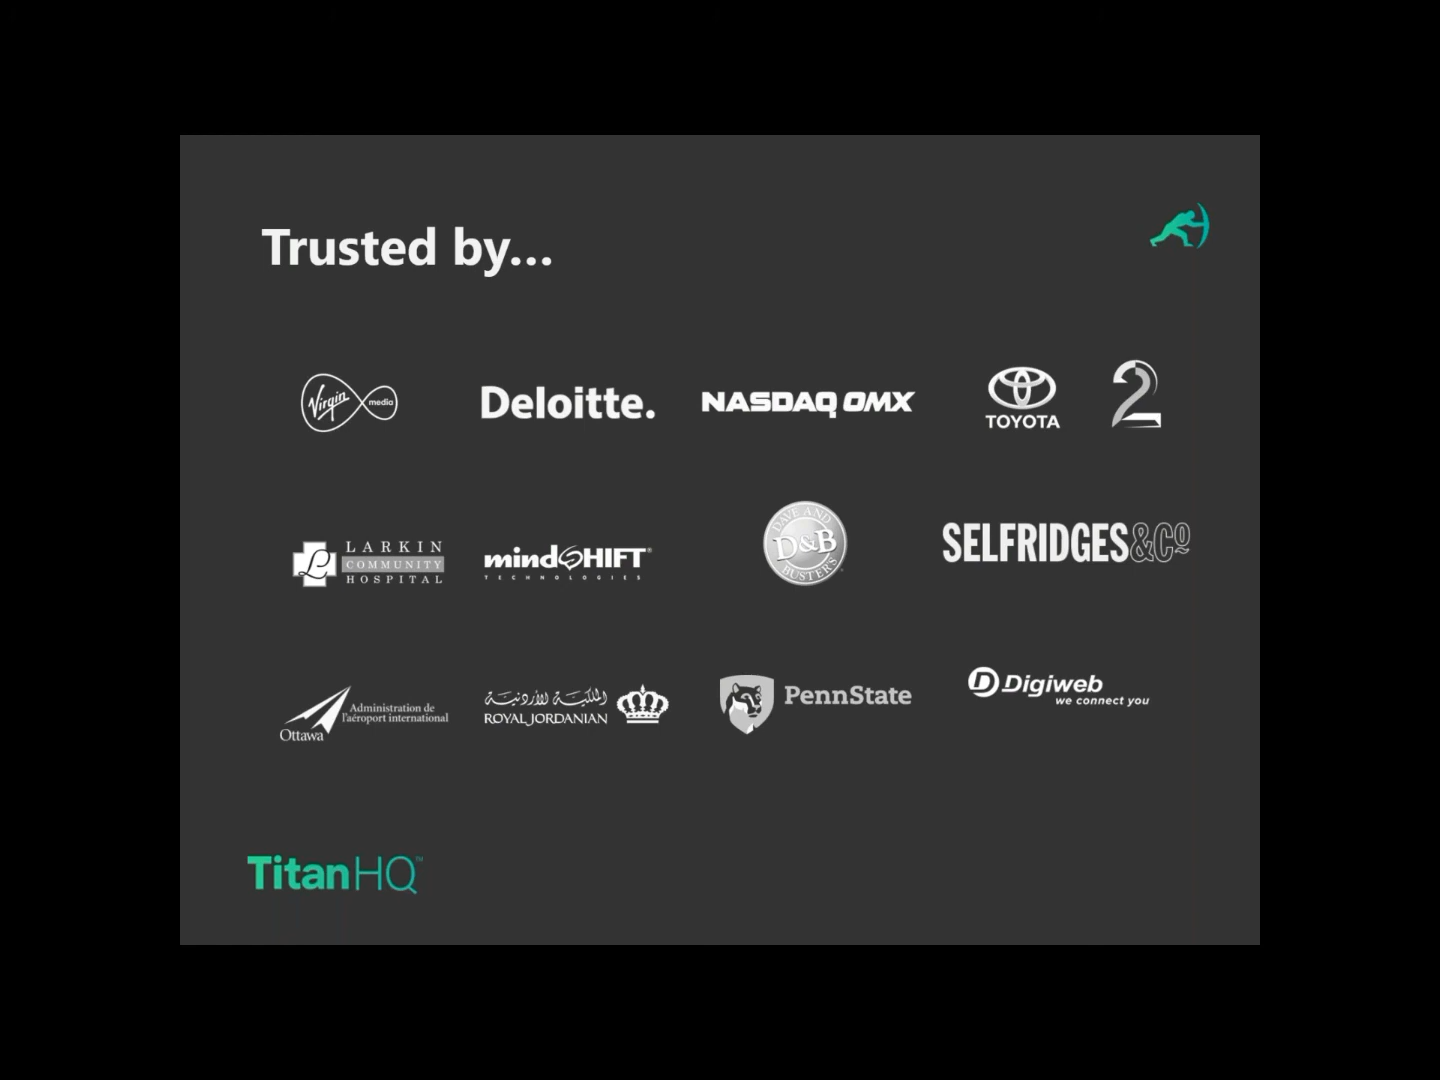 Trusted by...
Virgin media
Deloitte.
NASDAQ OMX
TOYOTA
2
LARKIN
COMMUNITY
HOSPITAL
mindSHIFT®
TECHNOLOGIES
DAVE AND
D&B
BUSTER'S
SELFRIDGES&Cº
Administration de
l'aéroport international
Ottawa
الملكية الأردنية
ROYAL JORDANIAN
PennState
Digiweb
we connect you
TitanHQ™